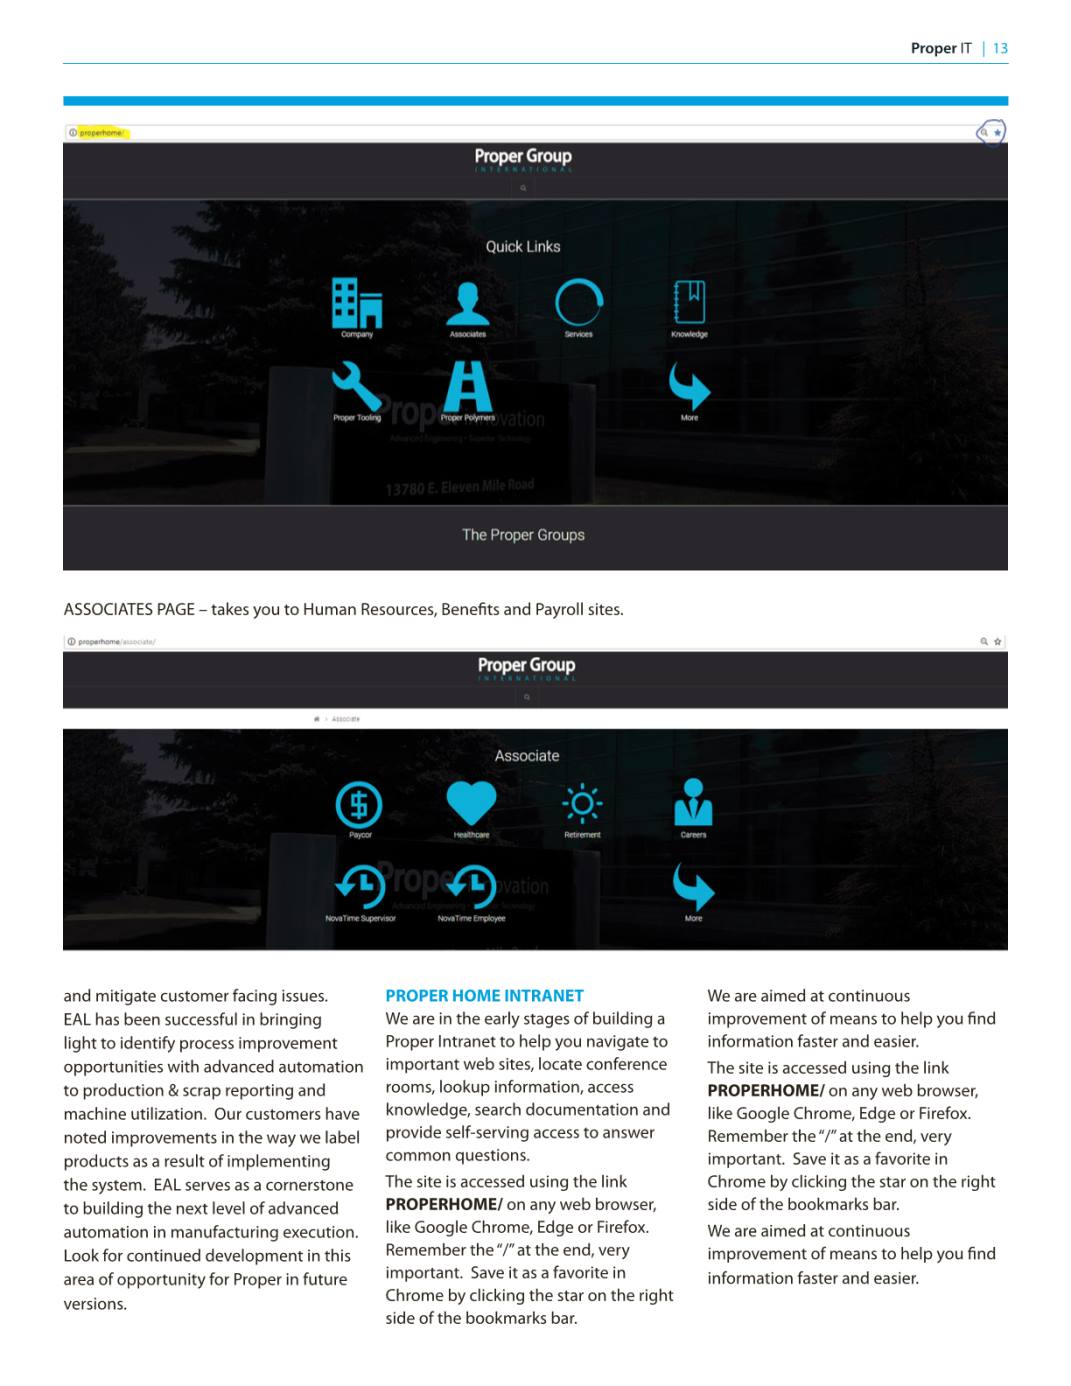 Proper IT | 13
properhome/
Proper Group
INTERNATIONAL
Quick Links
Company
Associates
Services
Knowledge
Proper Tooling
Proper Polymers
More
Proper Innovation
Advanced Engineering • Superior Technology
13780 E. Eleven Mile Road
The Proper Groups
ASSOCIATES PAGE – takes you to Human Resources, Benefits and Payroll sites.
properhome/associate/
Proper Group
INTERNATIONAL
> Associate
Associate
Paycor
Healthcare
Retirement
Careers
NovaTime Supervisor
NovaTime Employee
More
and mitigate customer facing issues.
EAL has been successful in bringing
light to identify process improvement
opportunities with advanced automation
to production & scrap reporting and
machine utilization.  Our customers have
noted improvements in the way we label
products as a result of implementing
the system.  EAL serves as a cornerstone
to building the next level of advanced
automation in manufacturing execution.
Look for continued development in this
area of opportunity for Proper in future
versions.
PROPER HOME INTRANET
We are in the early stages of building a
Proper Intranet to help you navigate to
important web sites, locate conference
rooms, lookup information, access
knowledge, search documentation and
provide self-serving access to answer
common questions.
The site is accessed using the link
PROPERHOME/ on any web browser,
like Google Chrome, Edge or Firefox.
Remember the “/” at the end, very
important.  Save it as a favorite in
Chrome by clicking the star on the right
side of the bookmarks bar.
We are aimed at continuous
improvement of means to help you find
information faster and easier.
The site is accessed using the link
PROPERHOME/ on any web browser,
like Google Chrome, Edge or Firefox.
Remember the “/” at the end, very
important.  Save it as a favorite in
Chrome by clicking the star on the right
side of the bookmarks bar.
We are aimed at continuous
improvement of means to help you find
information faster and easier.